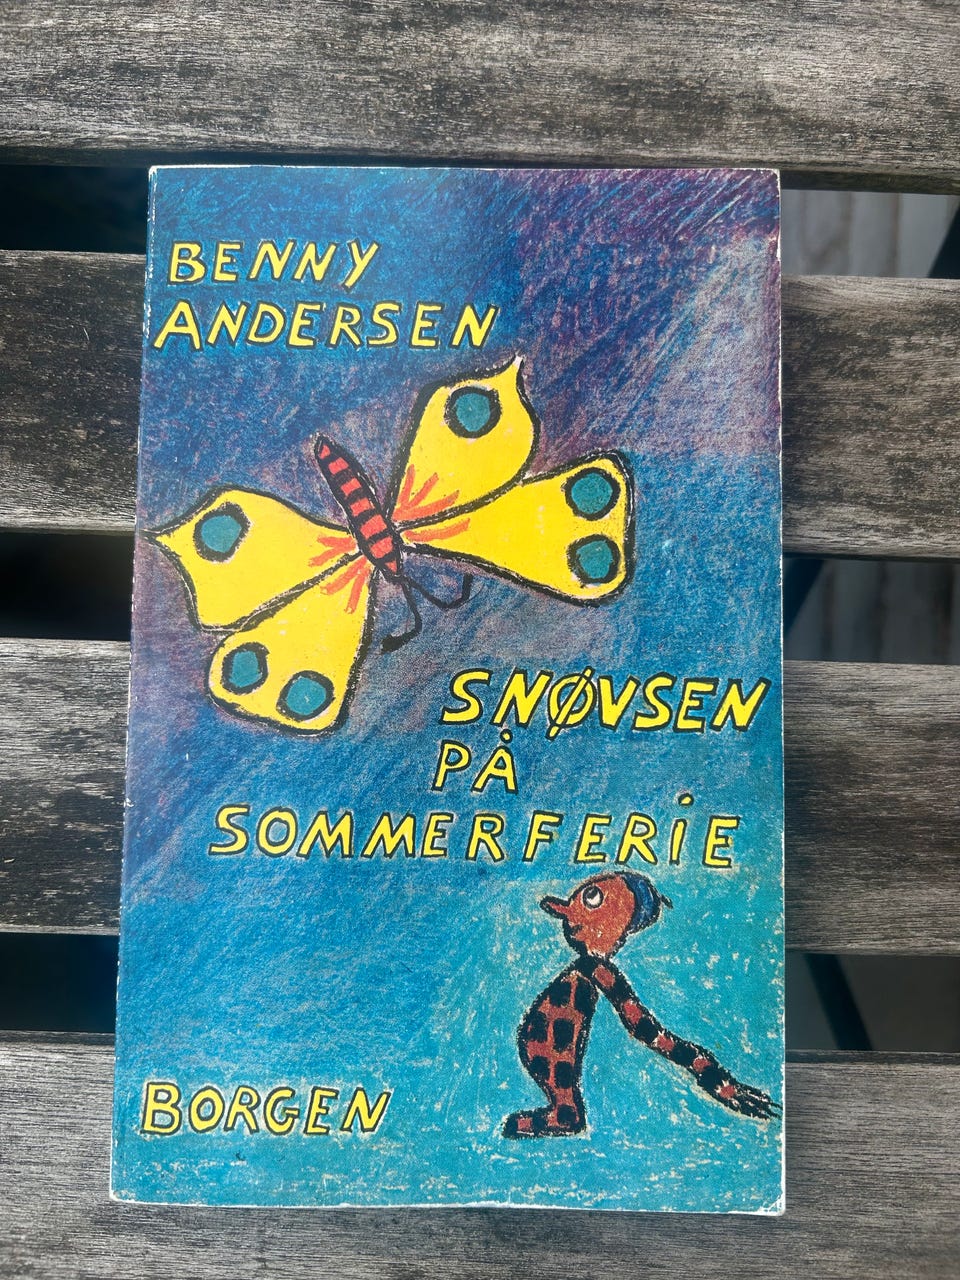 BENNY
ANDERSEN
SNØVSEN
PÅ
SOMMERFERiE
BORGEN